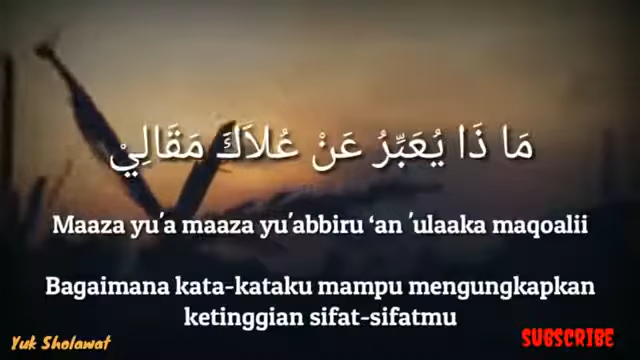 مَا ذَا يُعَبِّرُ عَنْ عُلاَكَ مَقَالِيْ
Maaza yu'a maaza yu'abbiru ‘an 'ulaaka maqoalii
Bagaimana kata-kataku mampu mengungkapkan
ketinggian sifat-sifatmu
Yuk Sholawat
SUBSCRIBE